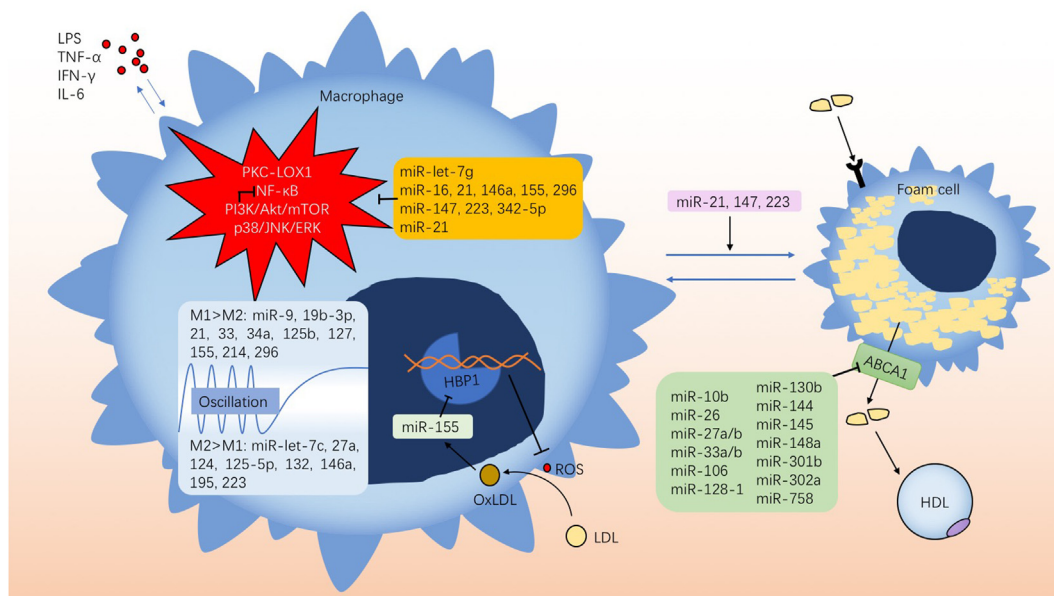 LPS
TNF-α
IFN-γ
IL-6
Macrophage
PKC-LOX1
NF-κB
PI3K/Akt/mTOR
p38/JNK/ERK
miR-let-7g
miR-16, 21, 146a, 155, 296
miR-147, 223, 342-5p
miR-21
M1>M2: miR-9, 19b-3p,
21, 33, 34a, 125b, 127,
155, 214, 296
Oscillation
M2>M1: miR-let-7c, 27a,
124, 125-5p, 132, 146a,
195, 223
HBP1
miR-155
OxLDL
ROS
LDL
miR-21, 147, 223
Foam cell
ABCA1
miR-10b
miR-26
miR-27a/b
miR-33a/b
miR-106
miR-128-1
miR-130b
miR-144
miR-145
miR-148a
miR-301b
miR-302a
miR-758
HDL